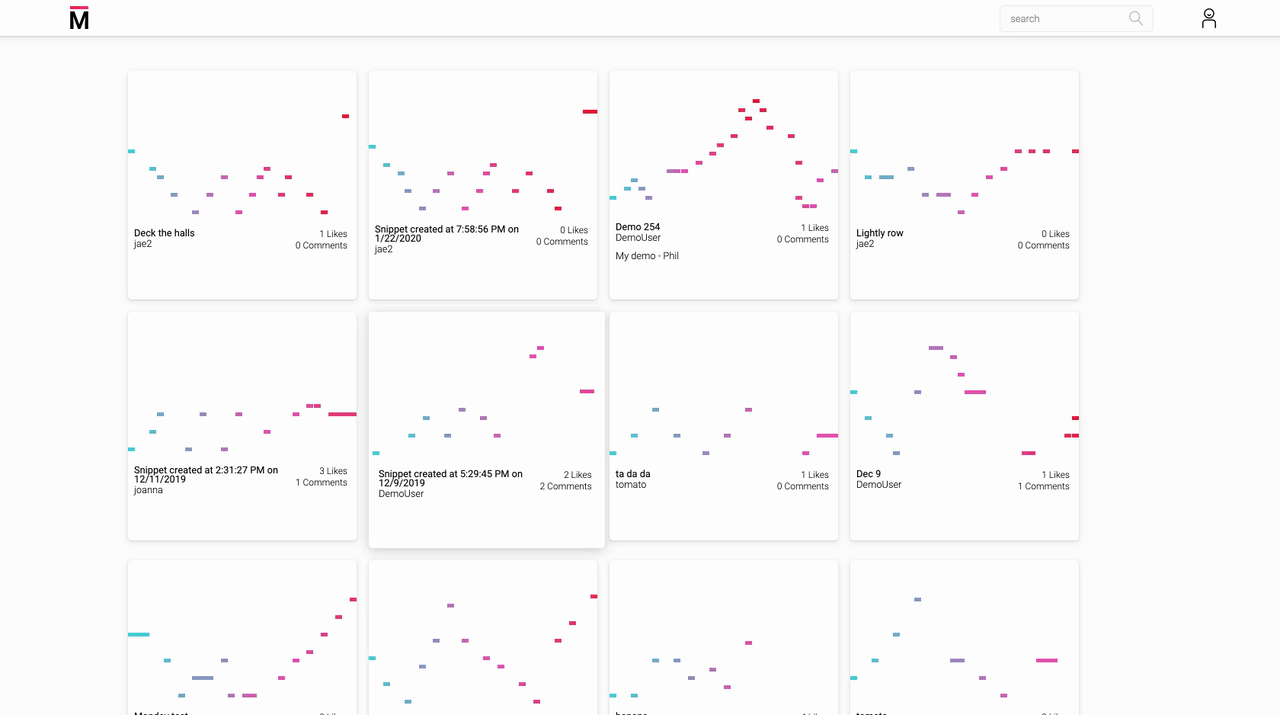 M
search
Deck the halls
1 Likes
jae2
0 Comments
Snippet created at 7:58:56 PM on
1/22/2020
0 Likes
jae2
0 Comments
Demo 254
1 Likes
DemoUser
0 Comments
My demo - Phil
Lightly row
0 Likes
jae2
0 Comments
Snippet created at 2:31:27 PM on
12/11/2019
3 Likes
joanna
1 Comments
Snippet created at 5:29:45 PM on
12/9/2019
2 Likes
DemoUser
2 Comments
ta da da
1 Likes
tomato
0 Comments
Dec 9
1 Likes
DemoUser
1 Comments